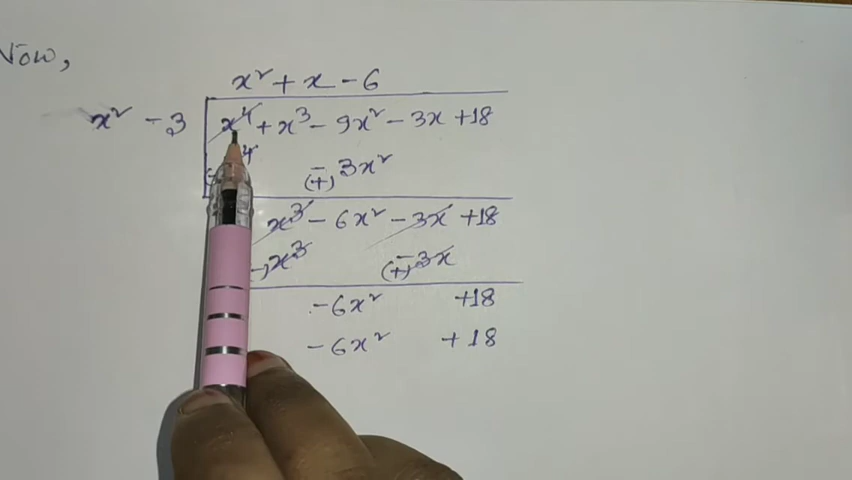 Now,
x² + x - 6
x² - 3 x⁴ + x³ - 9x² - 3x + 18
4 - (+) 3x²
x³ - 6x² - 3x + 18
-) x³ - (+) 3x
- 6x² + 18
- 6x² + 18